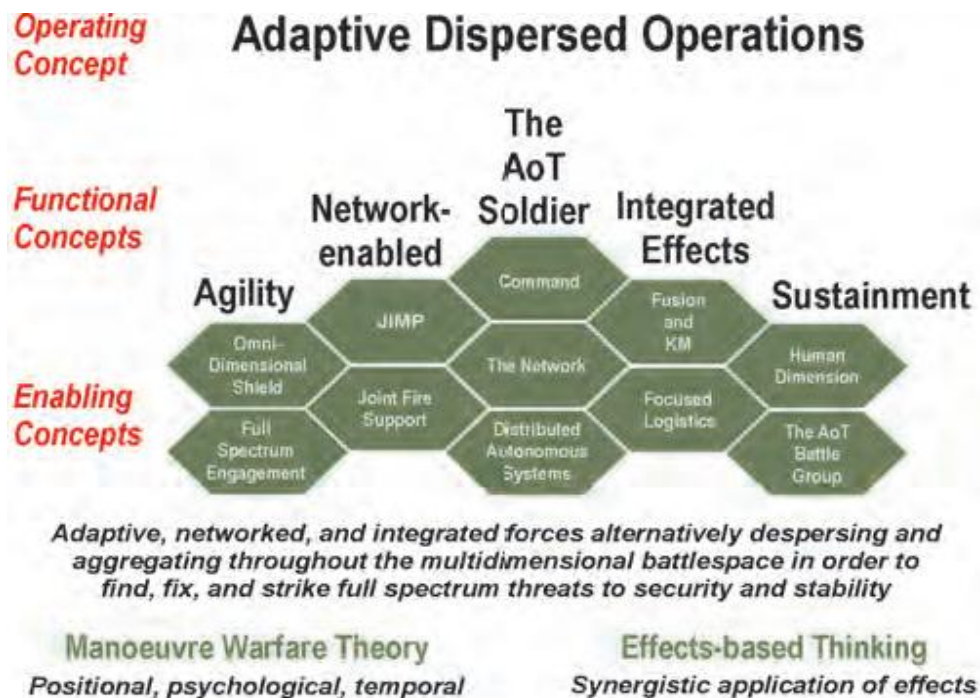 Operating
Concept
Adaptive Dispersed Operations
Functional
Concepts
Agility
Network-
enabled
The
AoT
Soldier
Integrated
Effects
Sustainment
Enabling
Concepts
Omni-
Dimensional
Shield
Full
Spectrum
Engagement
JIMP
Joint Fire
Support
Command
The Network
Distributed
Autonomous
Systems
Fusion
and
KM
Focused
Logistics
Human
Dimension
The AoT
Battle
Group
Adaptive, networked, and integrated forces alternatively despersing and
aggregating throughout the multidimensional battlespace in order to
find, fix, and strike full spectrum threats to security and stability
Manoeuvre Warfare Theory
Positional, psychological, temporal
Effects-based Thinking
Synergistic application of effects